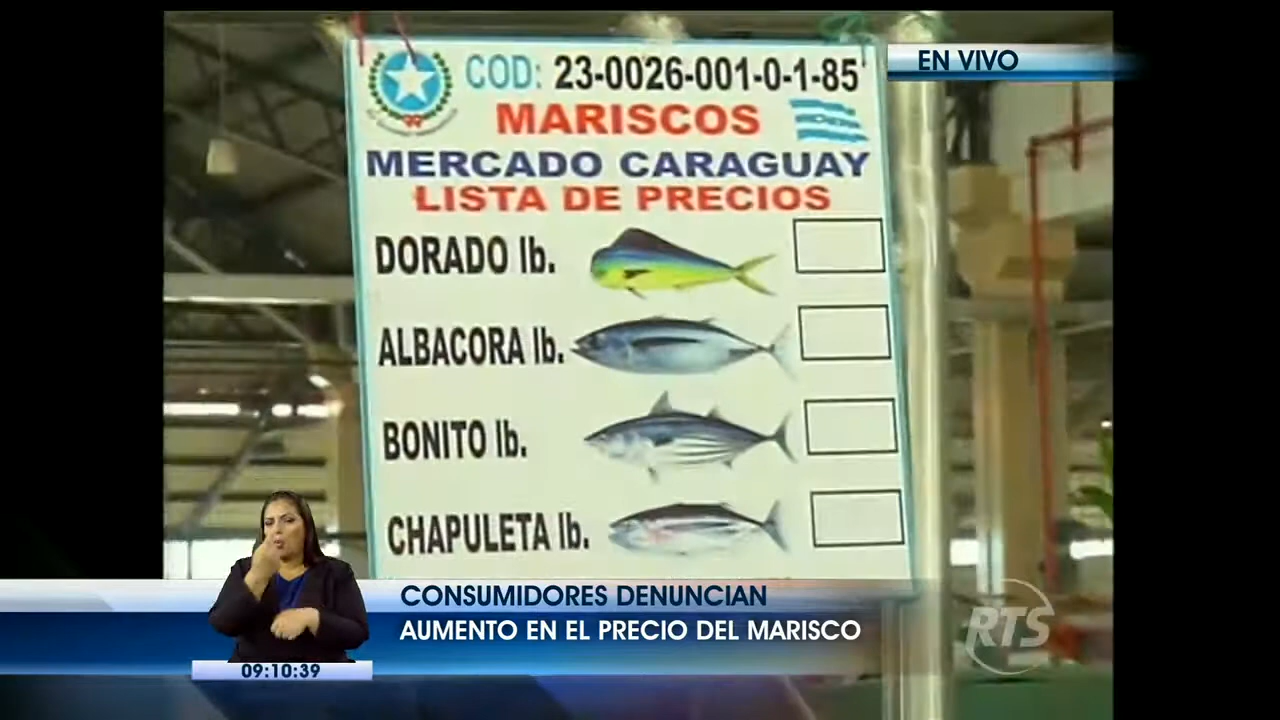 EN VIVO
COD: 23-0026-001-0-1-85
MARISCOS
MERCADO CARAGUAY
LISTA DE PRECIOS
DORADO lb.
ALBACORA lb.
BONITO lb.
CHAPULETA lb.
CONSUMIDORES DENUNCIAN
AUMENTO EN EL PRECIO DEL MARISCO
RTS
09:10:39